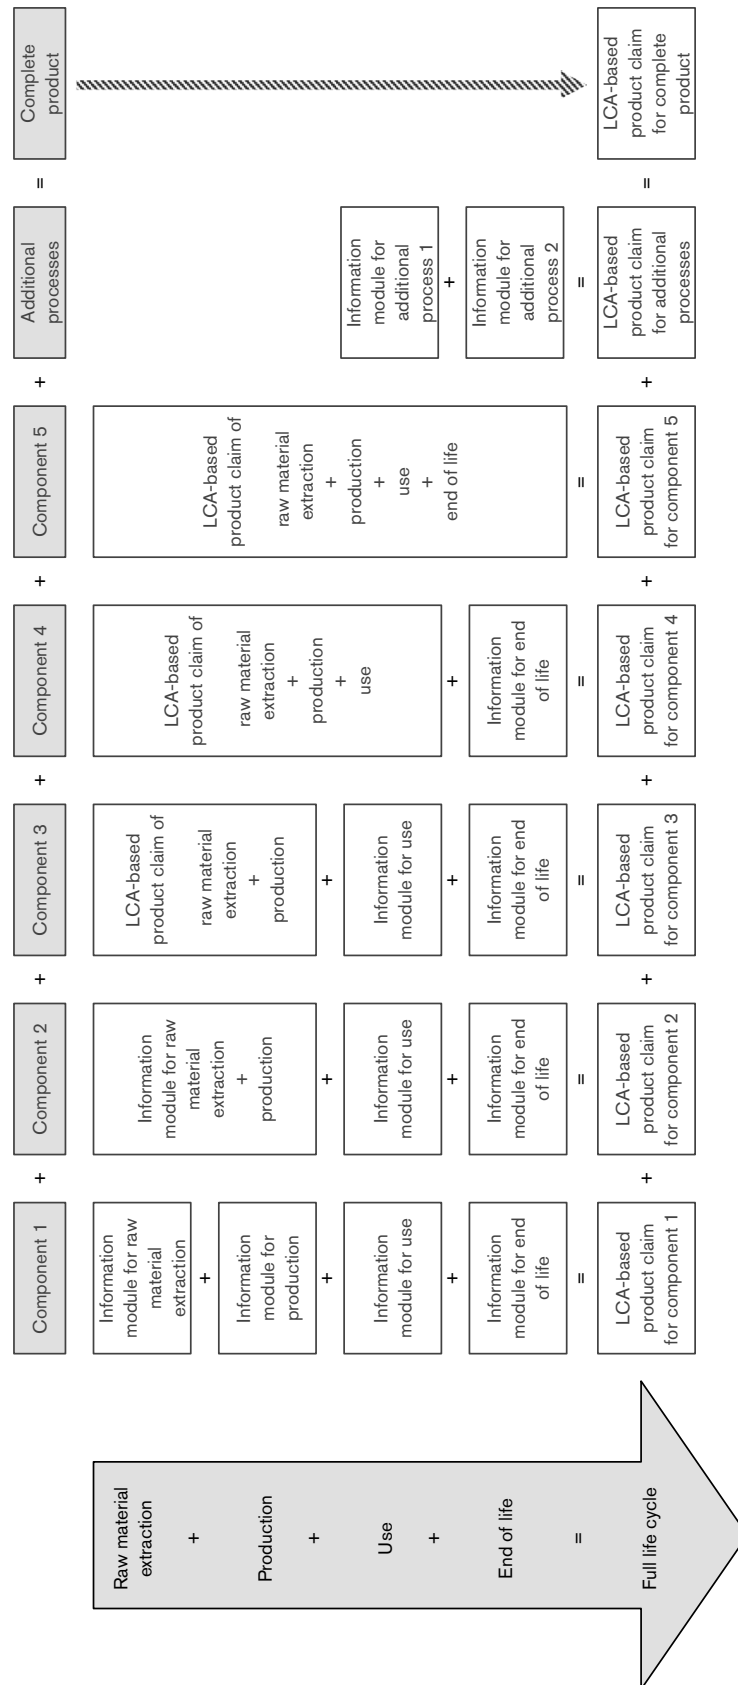 Raw material
extraction
+
Production
+
Use
+
End of life
=
Full life cycle
Component 1
Information
module for raw
material
extraction
+
Information
module for
production
+
Information
module for use
+
Information
module for end
of life
=
LCA-based
product claim
for component 1
+
+
Component 2
Information
module for raw
material
extraction
+
production
+
Information
module for use
+
Information
module for end
of life
=
LCA-based
product claim
for component 2
+
+
Component 3
LCA-based
product claim of
raw material
extraction
+
production
+
Information
module for use
+
Information
module for end
of life
=
LCA-based
product claim
for component 3
+
+
Component 4
LCA-based
product claim of
raw material
extraction
+
production
+
use
+
Information
module for end
of life
=
LCA-based
product claim
for component 4
+
+
Component 5
LCA-based
product claim of
raw material
extraction
+
production
+
use
+
end of life
=
LCA-based
product claim
for component 5
+
+
Additional
processes
Information
module for
additional
process 1
+
Information
module for
additional
process 2
=
LCA-based
product claim
for additional
processes
=
=
Complete
product
LCA-based
product claim
for complete
product